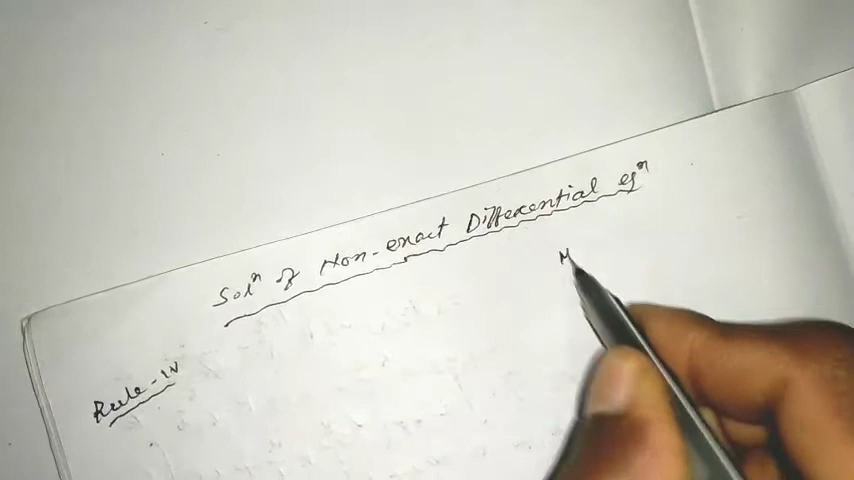 Solⁿ of Non-exact Differential eqⁿ
M
Rule-IV